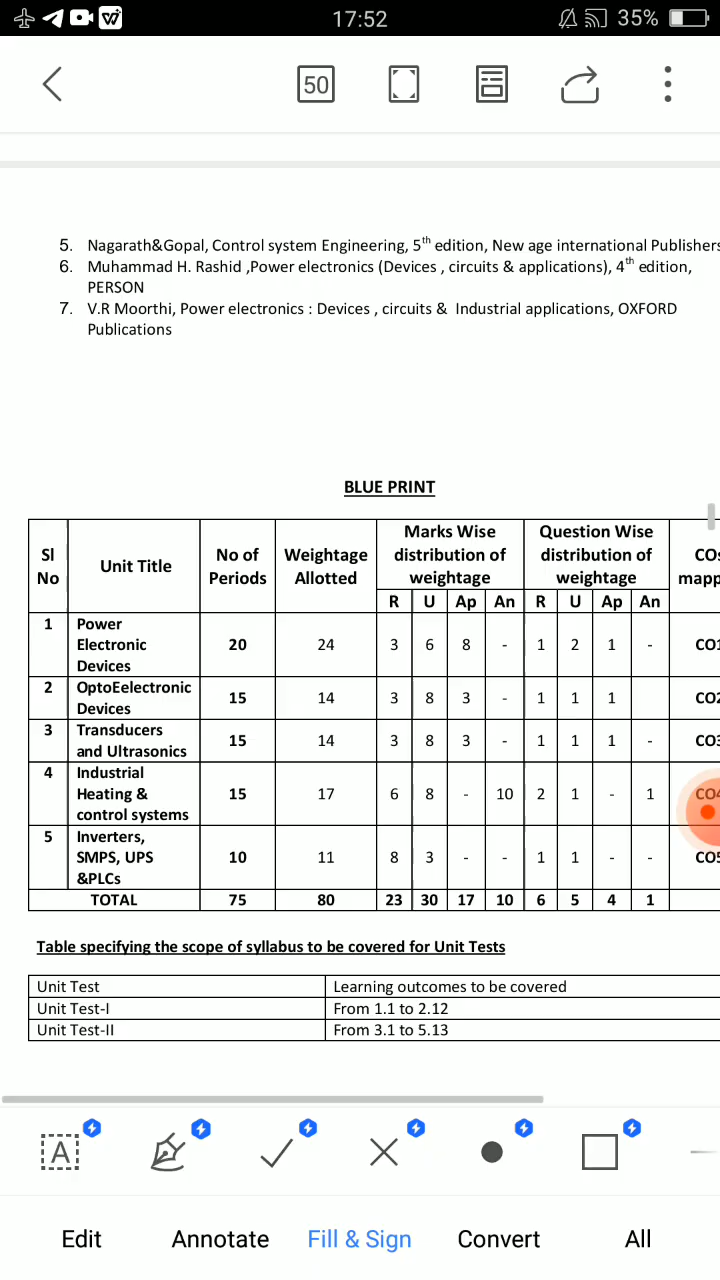 17:52
35%
50
5. Nagarath&Gopal, Control system Engineering, 5th edition, New age international Publishers
6. Muhammad H. Rashid ,Power electronics (Devices , circuits & applications), 4th edition,
PERSON
7. V.R Moorthi, Power electronics : Devices , circuits & Industrial applications, OXFORD
Publications
BLUE PRINT
Sl No | Unit Title | No of Periods | Weightage Allotted | Marks Wise distribution of weightage | Question Wise distribution of weightage | COs mapp
R U Ap An R U Ap An
1 Power Electronic Devices 20 24 3 6 8 - 1 2 1 - CO1
2 OptoEelectronic Devices 15 14 3 8 3 - 1 1 1 CO2
3 Transducers and Ultrasonics 15 14 3 8 3 - 1 1 1 - CO3
4 Industrial Heating & control systems 15 17 6 8 - 10 2 1 - 1 CO4
5 Inverters, SMPS, UPS &PLCs 10 11 8 3 - - 1 1 - - CO5
TOTAL 75 80 23 30 17 10 6 5 4 1
Table specifying the scope of syllabus to be covered for Unit Tests
Unit Test Learning outcomes to be covered
Unit Test-I From 1.1 to 2.12
Unit Test-II From 3.1 to 5.13
A
Edit Annotate Fill & Sign Convert All